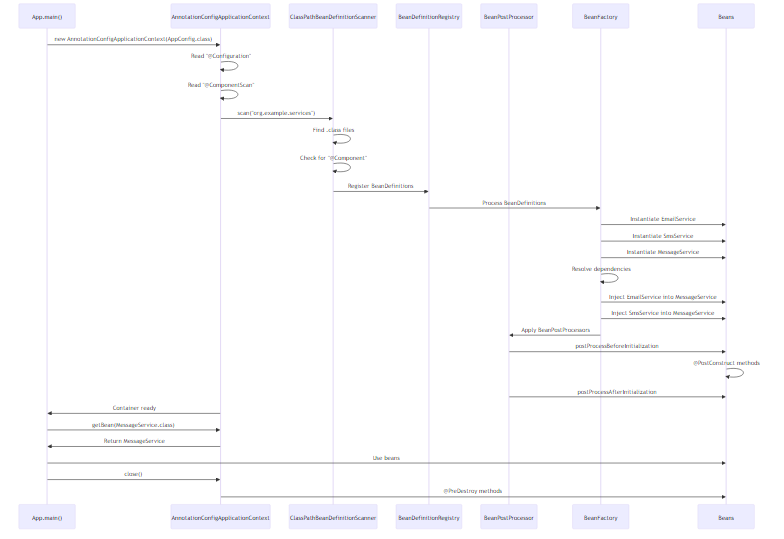 App.main()
AnnotationConfigApplicationContext
ClassPathBeanDefinitionScanner
BeanDefinitionRegistry
BeanPostProcessor
BeanFactory
Beans
new AnnotationConfigApplicationContext(AppConfig.class)
Read "@Configuration"
Read "@ComponentScan"
scan("org.example.services")
Find .class files
Check for "@Component"
Register BeanDefinitions
Process BeanDefinitions
Instantiate EmailService
Instantiate SmsService
Instantiate MessageService
Resolve dependencies
Inject EmailService into MessageService
Inject SmsService into MessageService
Apply BeanPostProcessors
postProcessBeforeInitialization
@PostConstruct methods
postProcessAfterInitialization
Container ready
getBean(MessageService.class)
Return MessageService
Use beans
close()
@PreDestroy methods
App.main()
AnnotationConfigApplicationContext
ClassPathBeanDefinitionScanner
BeanDefinitionRegistry
BeanPostProcessor
BeanFactory
Beans